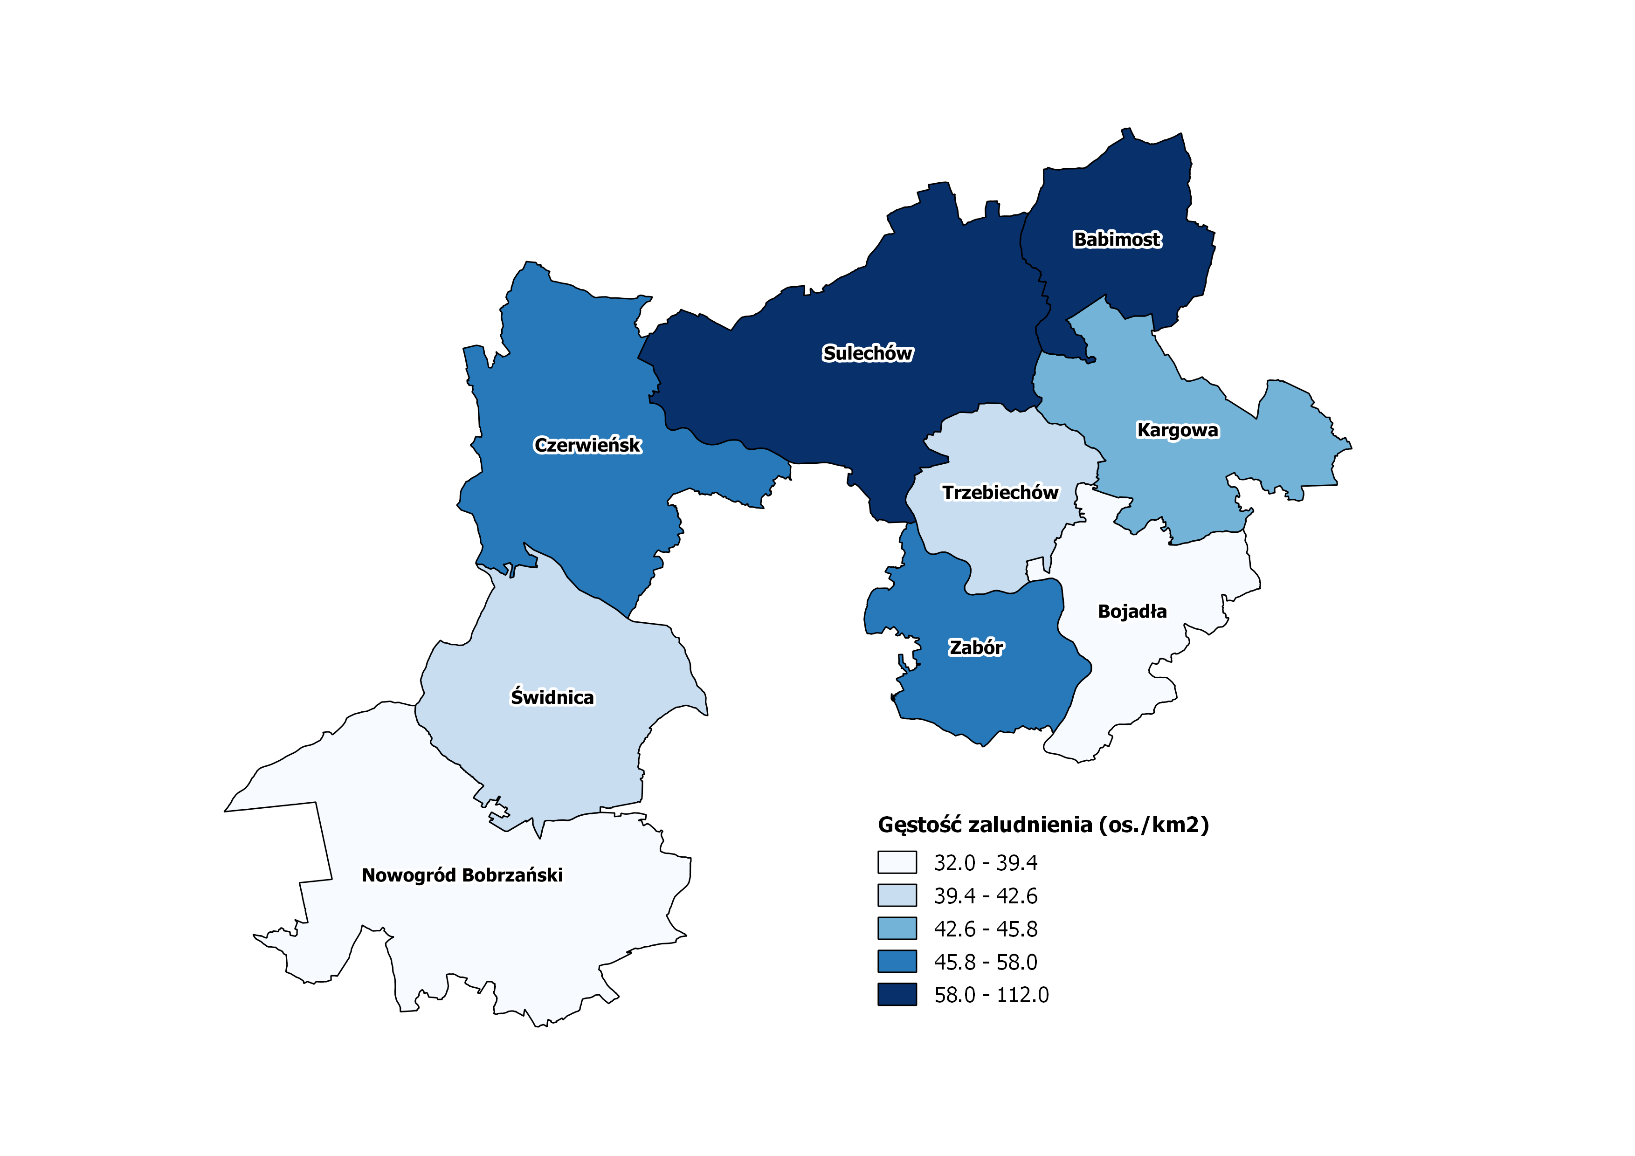 Babimost
Sulechów
Kargowa
Czerwieńsk
Trzebiechów
Bojadła
Zabór
Świdnica
Nowogród Bobrzański
Gęstość zaludnienia (os./km2)
32.0 - 39.4
39.4 - 42.6
42.6 - 45.8
45.8 - 58.0
58.0 - 112.0